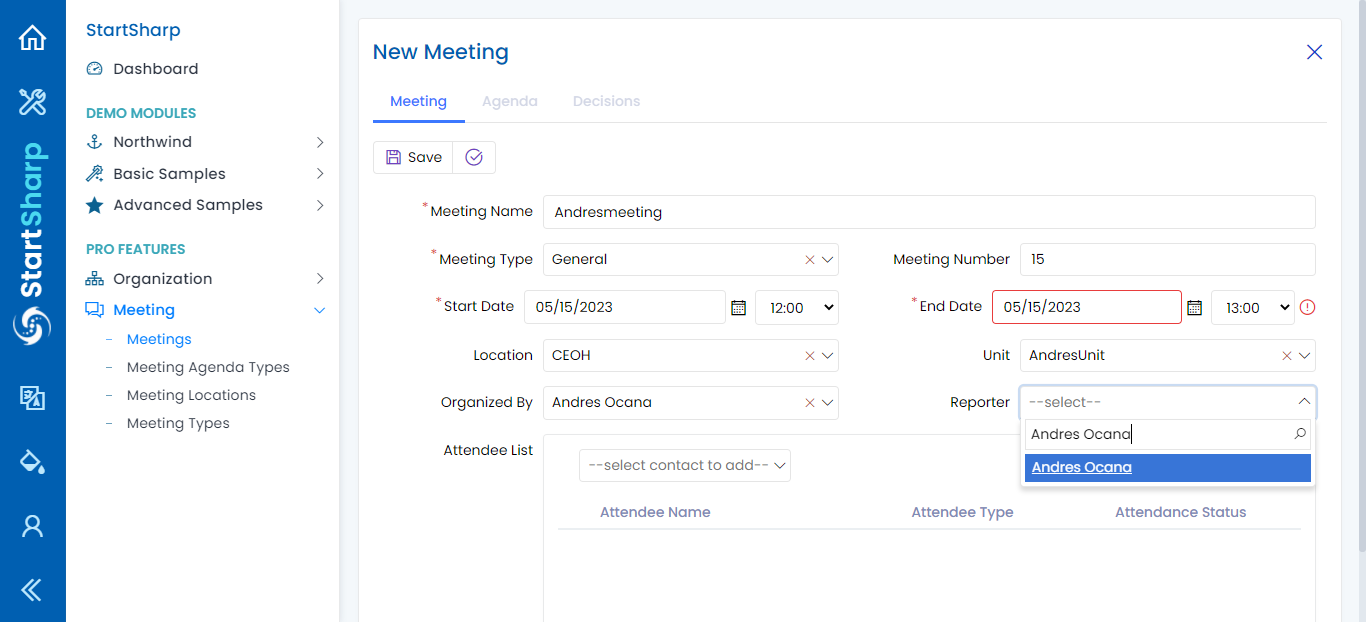 StartSharp
StartSharp
Dashboard
DEMO MODULES
Northwind
Basic Samples
Advanced Samples
PRO FEATURES
Organization
Meeting
Meetings
Meeting Agenda Types
Meeting Locations
Meeting Types
New Meeting
Meeting Agenda Decisions
Save
* Meeting Name Andresmeeting
* Meeting Type General Meeting Number 15
* Start Date 05/15/2023 12:00 * End Date 05/15/2023 13:00
Location CEOH Unit AndresUnit
Organized By Andres Ocana Reporter --select--
Andres Ocana
Andres Ocana
Attendee List
--select contact to add--
Attendee Name Attendee Type Attendance Status